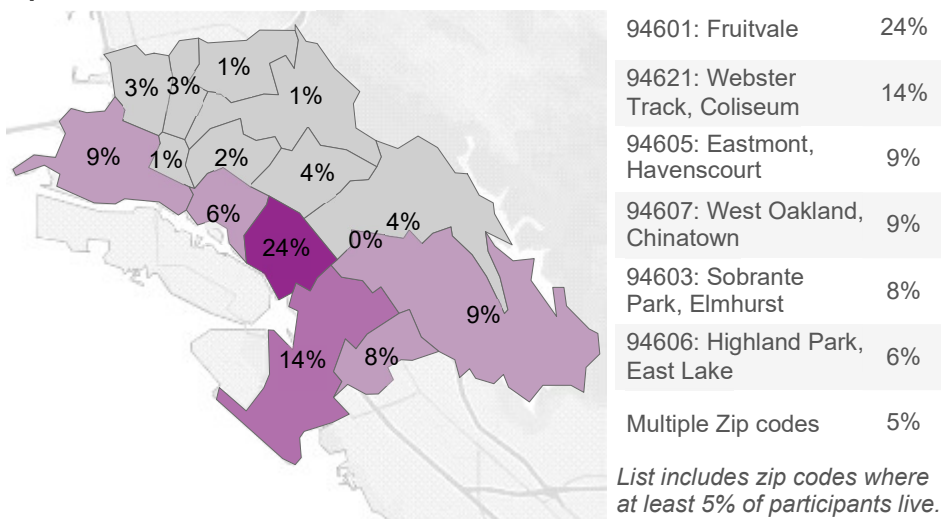 3%
3%
1%
1%
9%
1%
2%
4%
6%
4%
24%
0%
9%
14%
8%
94601: Fruitvale 24%
94621: Webster
Track, Coliseum 14%
94605: Eastmont,
Havenscourt 9%
94607: West Oakland,
Chinatown 9%
94603: Sobrante
Park, Elmhurst 8%
94606: Highland Park,
East Lake 6%
Multiple Zip codes 5%
List includes zip codes where
at least 5% of participants live.